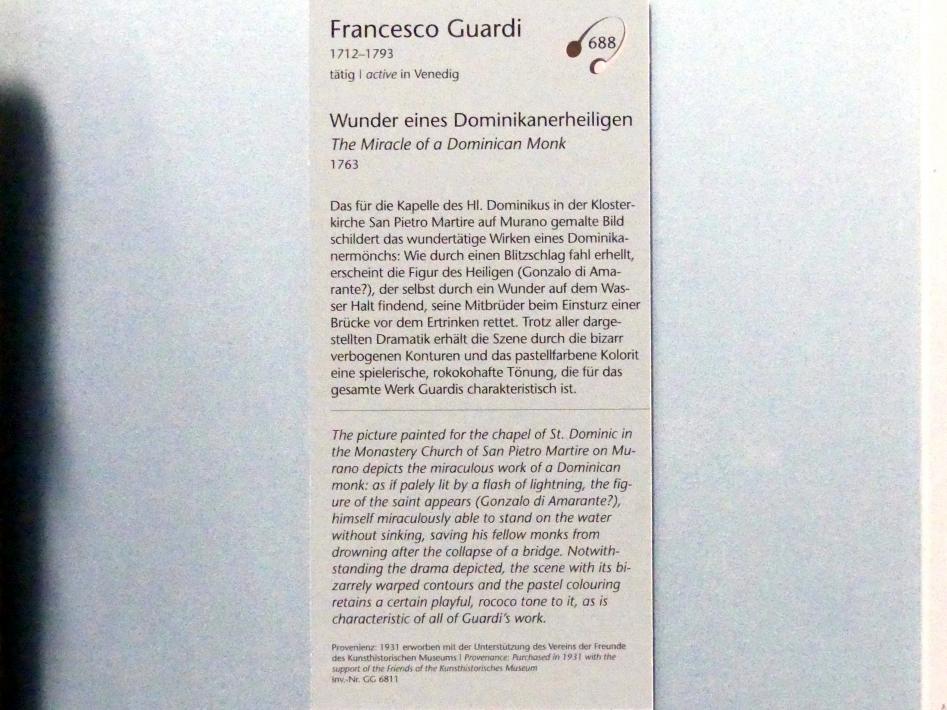 Francesco Guardi
688
1712–1793
tätig | active in Venedig
Wunder eines Dominikanerheiligen
The Miracle of a Dominican Monk
1763
Das für die Kapelle des Hl. Dominikus in der Kloster-
kirche San Pietro Martire auf Murano gemalte Bild
schildert das wundertätige Wirken eines Dominika-
nermönchs: Wie durch einen Blitzschlag fahl erhellt,
erscheint die Figur des Heiligen (Gonzalo di Ama-
rante?), der selbst durch ein Wunder auf dem Was-
ser Halt findend, seine Mitbrüder beim Einsturz einer
Brücke vor dem Ertrinken rettet. Trotz aller darge-
stellten Dramatik erhält die Szene durch die bizarr
verbogenen Konturen und das pastellfarbene Kolorit
eine spielerische, rokokohafte Tönung, die für das
gesamte Werk Guardis charakteristisch ist.
The picture painted for the chapel of St. Dominic in
the Monastery Church of San Pietro Martire on Mu-
rano depicts the miraculous work of a Dominican
monk: as if palely lit by a flash of lightning, the fig-
ure of the saint appears (Gonzalo di Amarante?),
himself miraculously able to stand on the water
without sinking, saving his fellow monks from
drowning after the collapse of a bridge. Notwith-
standing the drama depicted, the scene with its bi-
zarrely warped contours and the pastel colouring
retains a certain playful, rococo tone to it, as is
characteristic of all of Guardi's work.
Provenienz: 1931 erworben mit der Unterstützung des Vereins der Freunde
des Kunsthistorischen Museums | Provenance: Purchased in 1931 with the
support of the Friends of the Kunsthistorisches Museum
Inv.-Nr. GG 6811